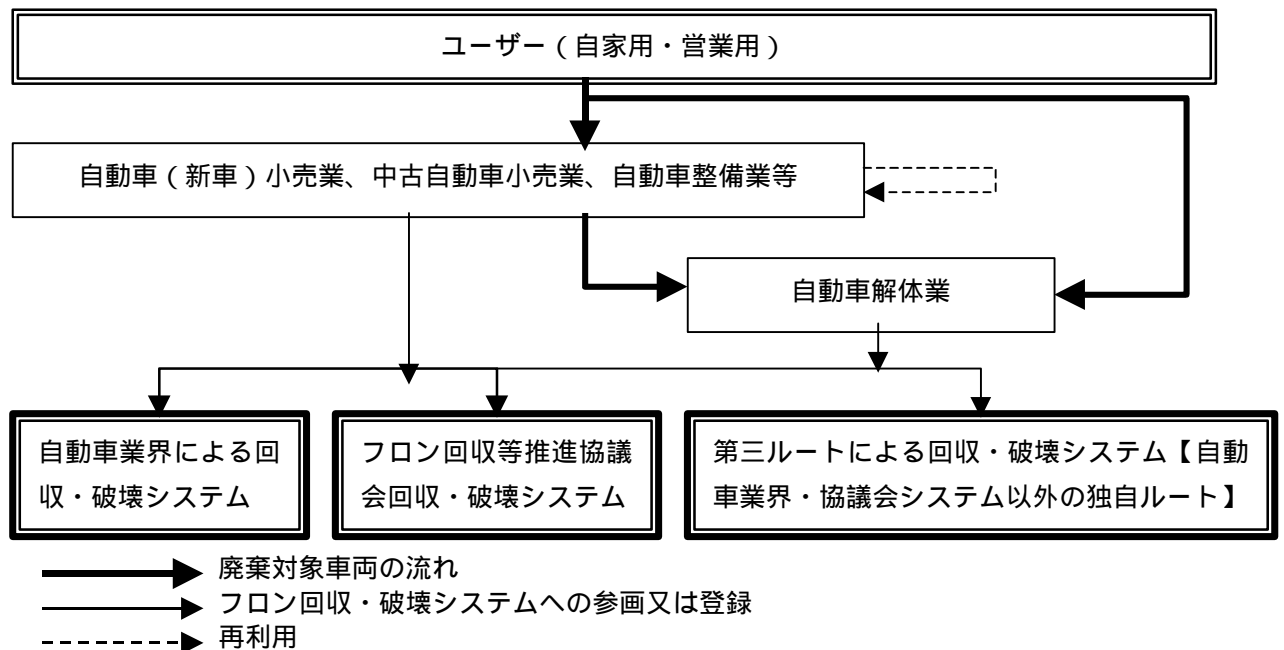 ユーザー（自家用・営業用）
自動車（新車）小売業、中古自動車小売業、自動車整備業等
自動車解体業
自動車業界による回
収・破壊システム
フロン回収等推進協議
会回収・破壊システム
第三ルートによる回収・破壊システム【自動
車業界・協議会システム以外の独自ルート】
廃棄対象車両の流れ
フロン回収・破壊システムへの参画又は登録
再利用